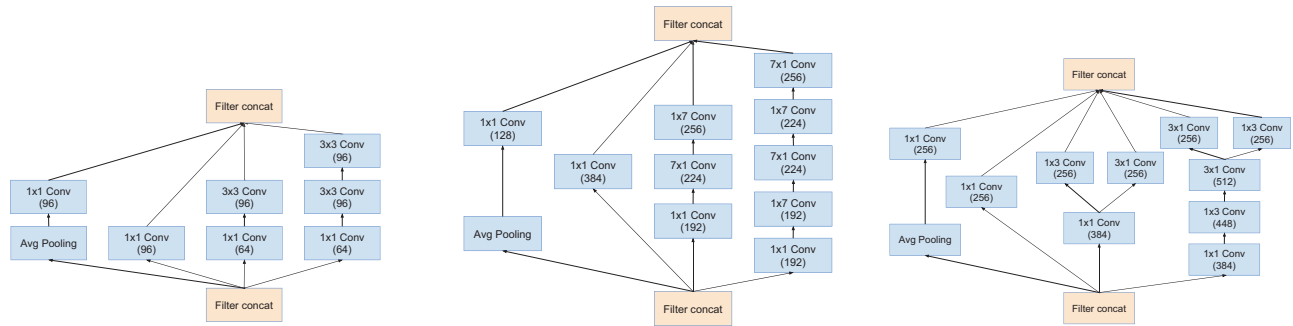 Filter concat
3x3 Conv
(96)
1x1 Conv
(96)
3x3 Conv
(96)
3x3 Conv
(96)
Avg Pooling
1x1 Conv
(96)
1x1 Conv
(64)
1x1 Conv
(64)
Filter concat
Filter concat
7x1 Conv
(256)
1x1 Conv
(128)
1x7 Conv
(256)
1x7 Conv
(224)
1x1 Conv
(384)
7x1 Conv
(224)
7x1 Conv
(224)
1x1 Conv
(192)
1x7 Conv
(192)
Avg Pooling
1x1 Conv
(192)
Filter concat
Filter concat
1x1 Conv
(256)
3x1 Conv
(256)
1x3 Conv
(256)
1x3 Conv
(256)
3x1 Conv
(256)
3x1 Conv
(512)
1x1 Conv
(256)
1x3 Conv
(448)
1x1 Conv
(384)
Avg Pooling
1x1 Conv
(384)
Filter concat